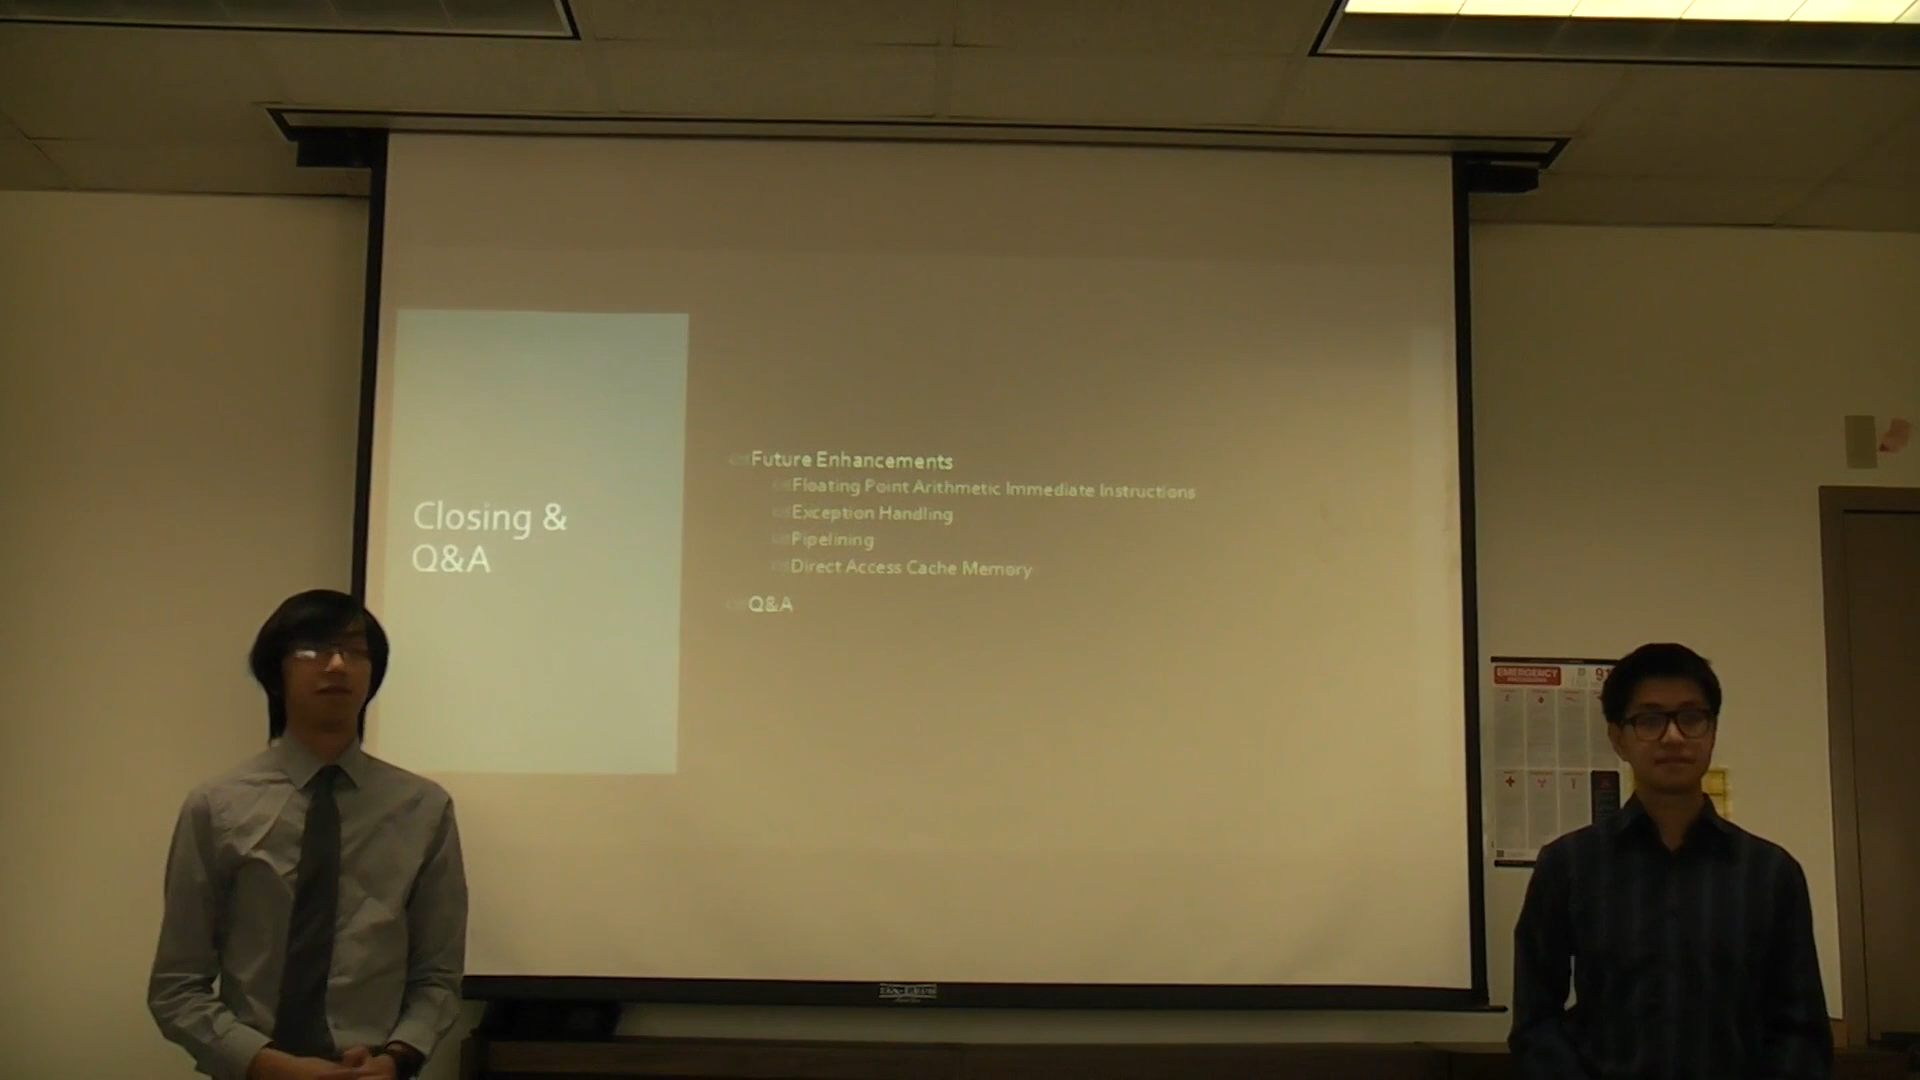 Closing &
Q&A
Future Enhancements
Floating Point Arithmetic Immediate Instructions
Exception Handling
Pipelining
Direct Access Cache Memory
Q&A
EMERGENCY